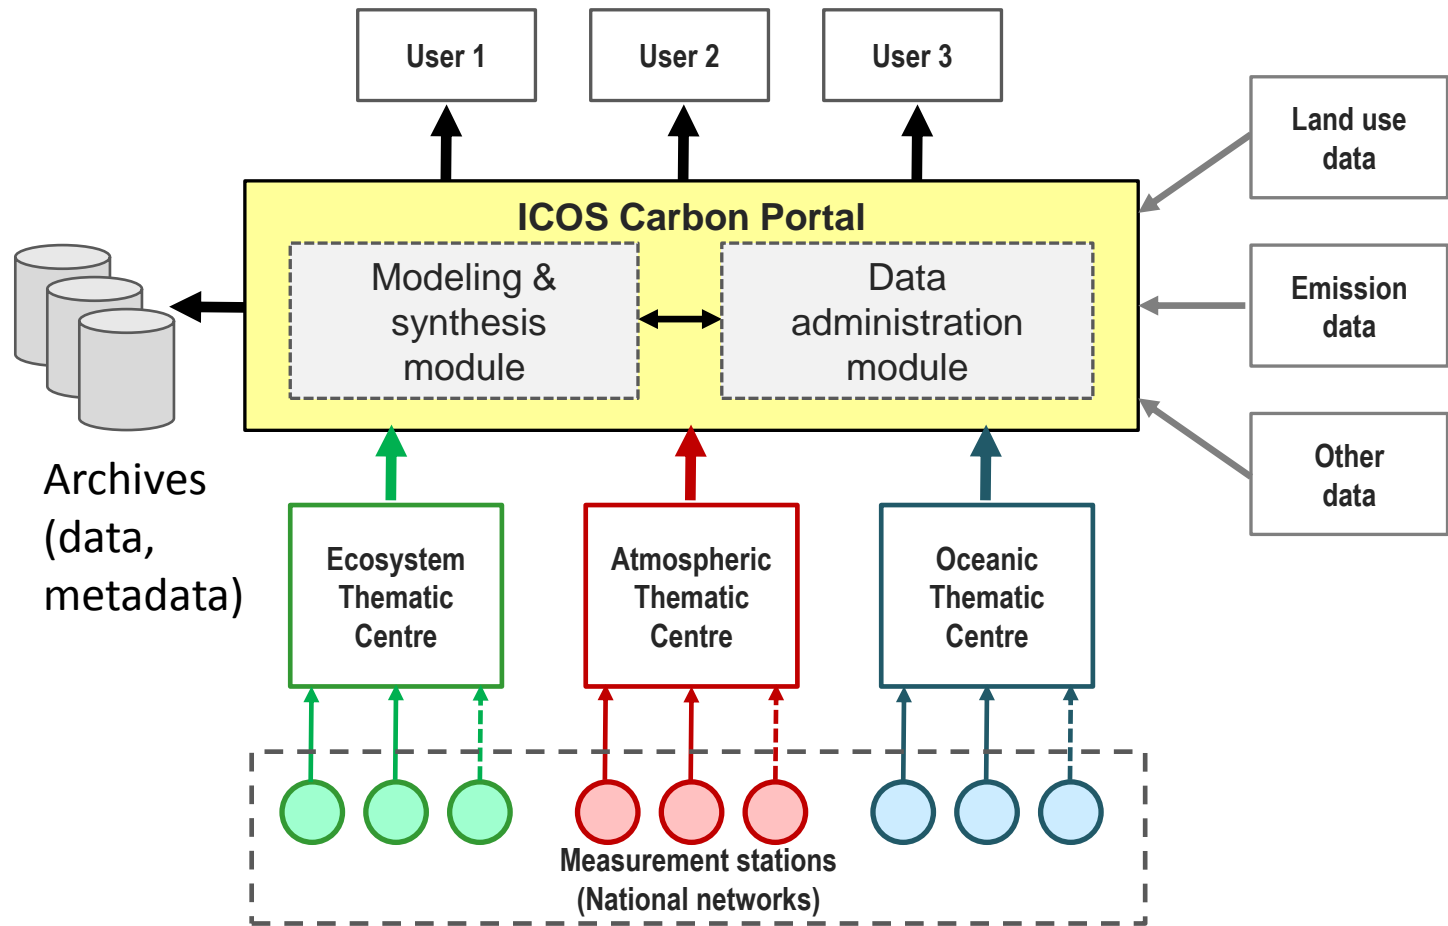 User 1
User 2
User 3
Land use
data
ICOS Carbon Portal
Modeling &
synthesis
module
Data
administration
module
Emission
data
Other
data
Archives
(data,
metadata)
Ecosystem
Thematic
Centre
Atmospheric
Thematic
Centre
Oceanic
Thematic
Centre
Measurement stations
(National networks)